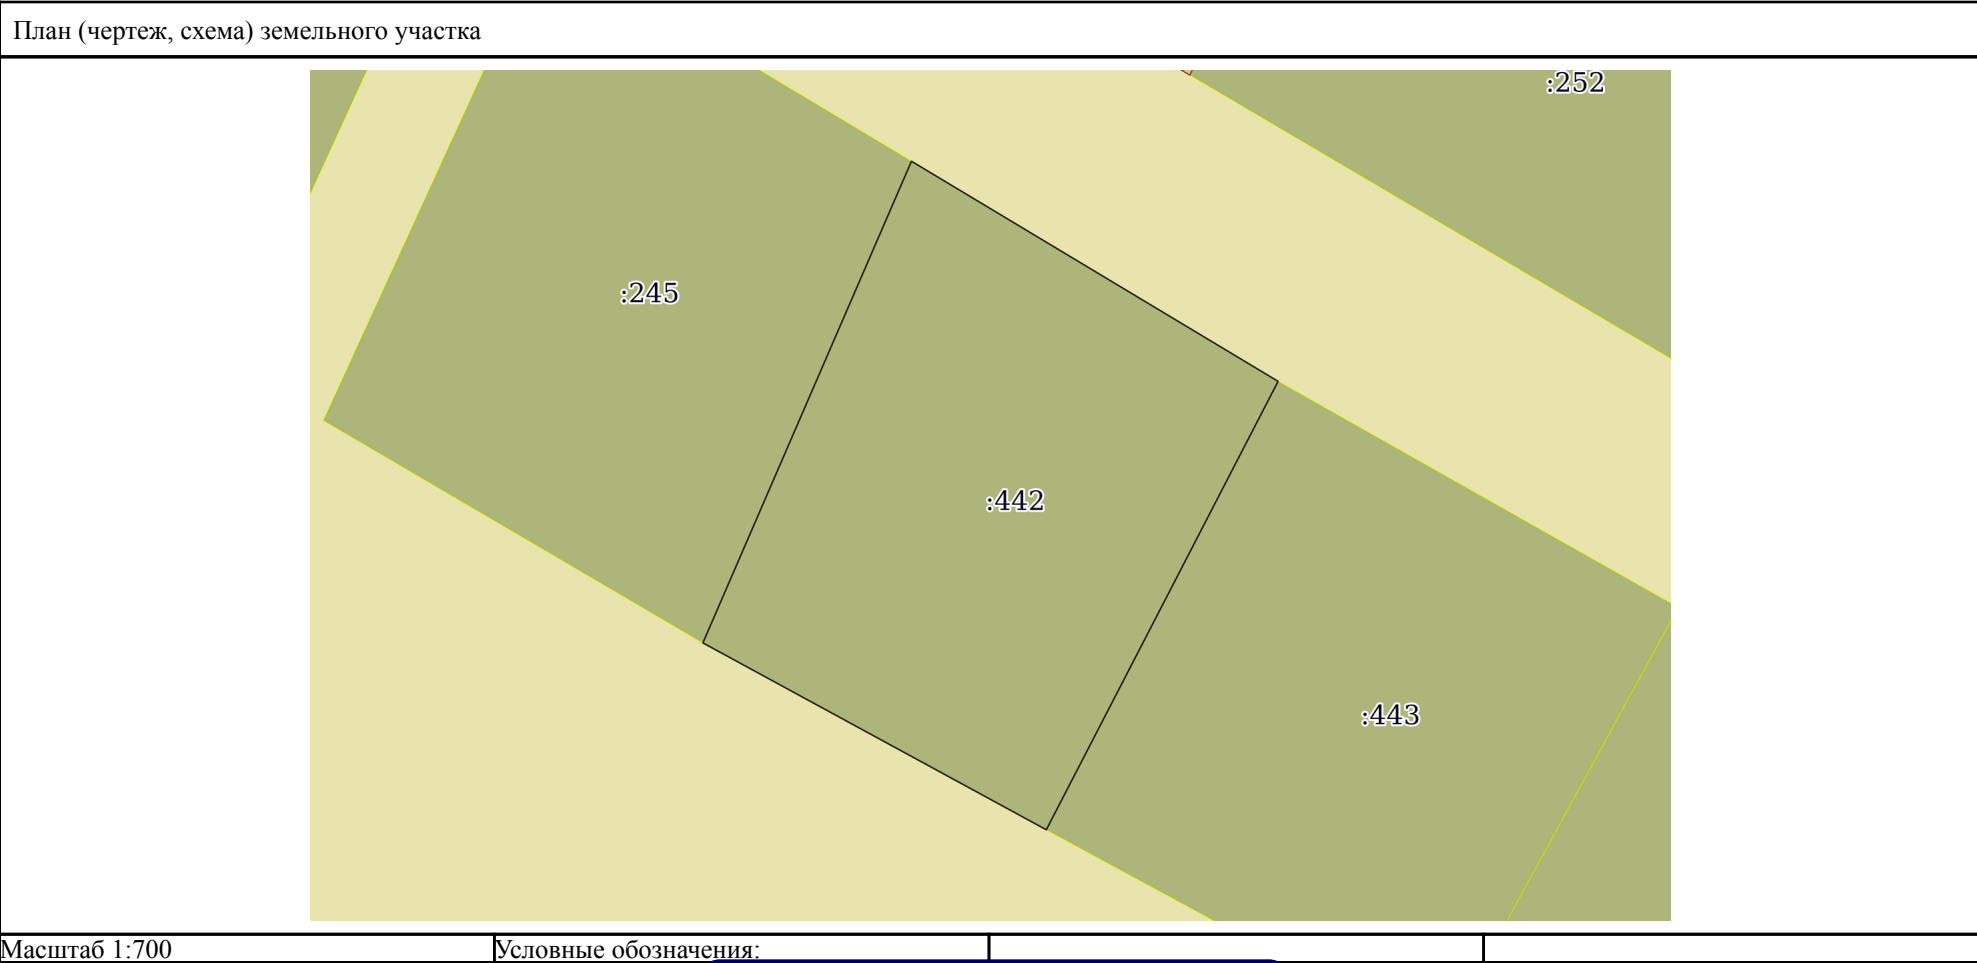 План (чертеж, схема) земельного участка
:252
:245
:442
:443
Масштаб 1:700
Условные обозначения: